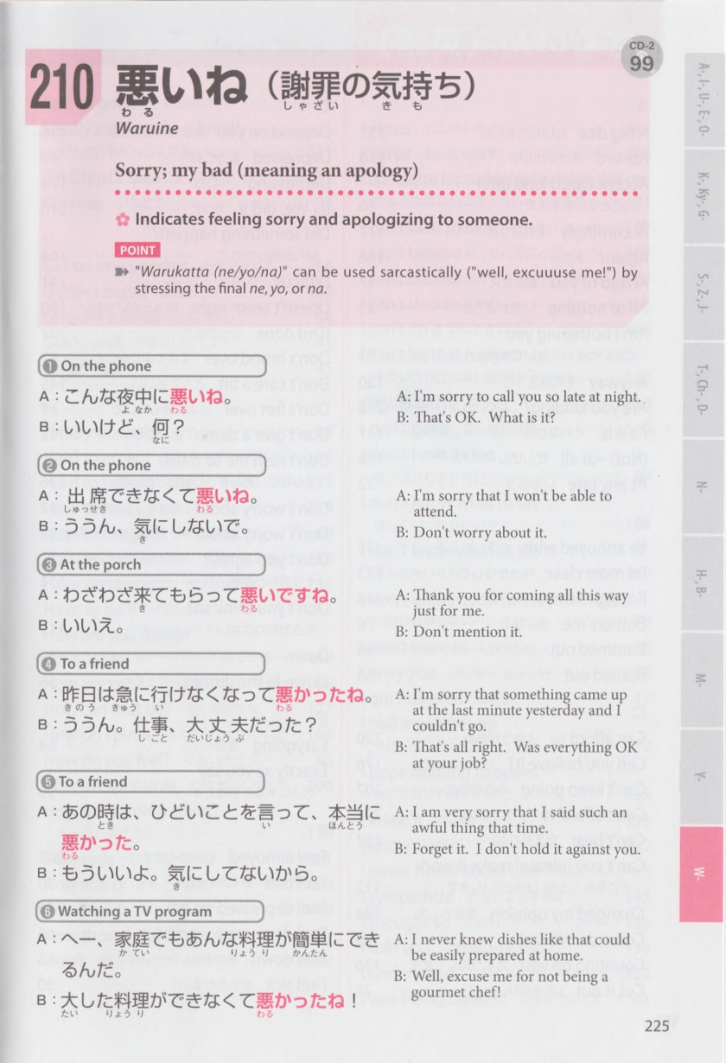 CD-2
99
210 悪いね（謝罪の気持ち）
わる しゃざい き も
Waruine
Sorry; my bad (meaning an apology)
Indicates feeling sorry and apologizing to someone.
POINT
"Warukatta (ne/yo/na)" can be used sarcastically ("well, excuuuse me!") by
stressing the final ne, yo, or na.
❶ On the phone
A：こんな夜中に悪いね。
よ なか わる
B：いいけど、何？
なに
A: I'm sorry to call you so late at night.
B: That's OK. What is it?
❷ On the phone
A：出席できなくて悪いね。
しゅっせき わる
B：ううん、気にしないで。
き
A: I'm sorry that I won't be able to
attend.
B: Don't worry about it.
❸ At the porch
A：わざわざ来てもらって悪いですね。
き わる
B：いいえ。
A: Thank you for coming all this way
just for me.
B: Don't mention it.
❹ To a friend
A：昨日は急に行けなくなって悪かったね。
きのう きゅう い わる
B：ううん。仕事、大丈夫だった？
しごと だいじょうぶ
A: I'm sorry that something came up
at the last minute yesterday and I
couldn't go.
B: That's all right. Was everything OK
at your job?
❺ To a friend
A：あの時は、ひどいことを言って、本当に
とき い ほんとう
悪かった。
わる
B：もういいよ。気にしてないから。
き
A: I am very sorry that I said such an
awful thing that time.
B: Forget it. I don't hold it against you.
❻ Watching a TV program
A：へー、家庭でもあんな料理が簡単にでき
か てい りょう り かんたん
るんだ。
B：大した料理ができなくて悪かったね！
たい りょう り わる
A: I never knew dishes like that could
be easily prepared at home.
B: Well, excuse me for not being a
gourmet chef!
A-, I-, U-, E-, O-
K-, Ky-, G-
S-, Z-, J-
T-, Ch-, D-
N-
H-, B-
M-
Y-
W-
225